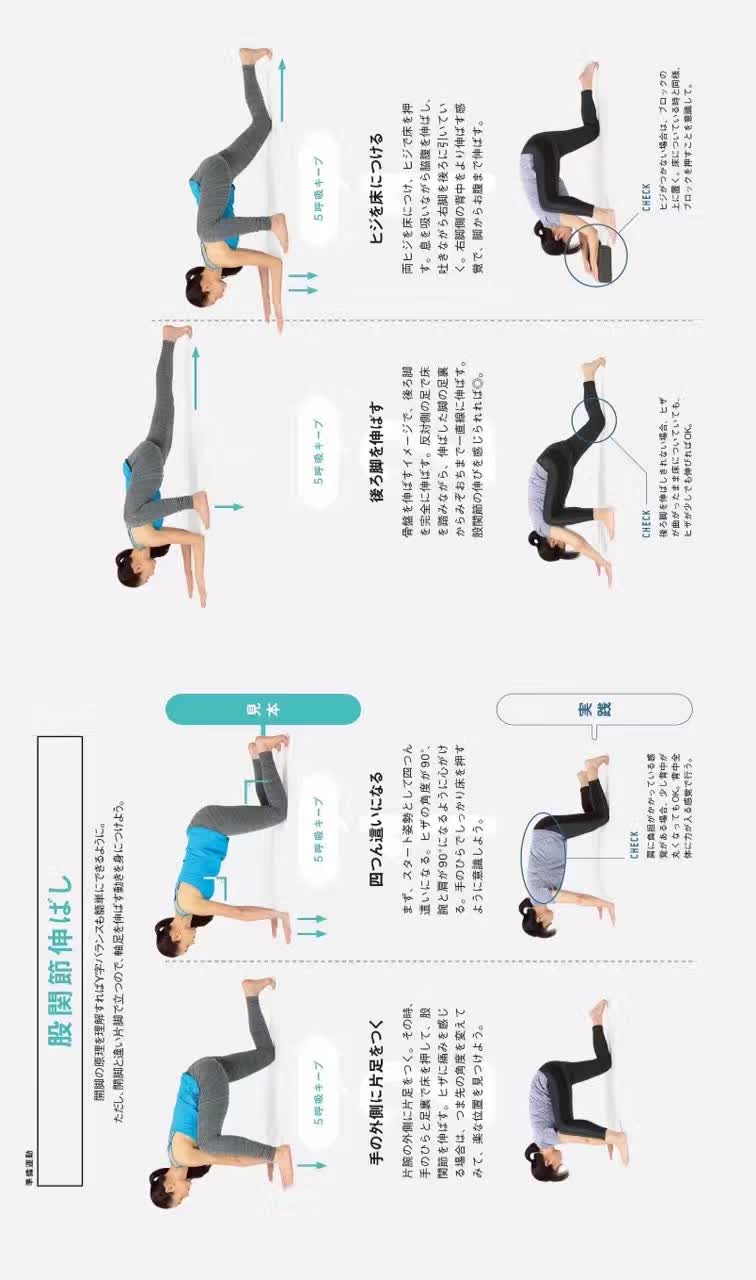 準備運動
股関節伸ばし
開脚の原理を理解すればY字バランスも簡単にできるように。
ただし、開脚と違い片脚で立つので、軸足を伸ばす動きを身につけよう。
見本
5呼吸キープ
四つん這いになる
まず、スタート姿勢として四つん
這いになる。ヒザの角度が90°、
腕と肩が90°になるように心がけ
る。手のひらでしっかり床を押す
ように意識しよう。
実践
CHECK
肩に負担がかかっている感
覚がある場合、少し背中が
丸くなってもOK。背中全
体に力が入る感覚で行う。
5呼吸キープ
手の外側に片足をつく
片腕の外側に片足をつく。その時、
手のひらと足裏で床を押して、股
関節を伸ばす。ヒザに痛みを感じ
る場合は、つま先の角度を変えて
みて、楽な位置を見つけよう。
5呼吸キープ
後ろ脚を伸ばす
骨盤を伸ばすイメージで、後ろ脚
を完全に伸ばす。反対側の足で床
を踏みながら、伸ばした脚の足裏
からみぞおちまで一直線に伸ばす。
股関節の伸びを感じられれば◎。
CHECK
後ろ脚を伸ばしきれない場合、ヒザ
が曲がったまま床についていても、
ヒザが少しでも伸びればOK。
5呼吸キープ
ヒジを床につける
両ヒジを床につけ、ヒジで床を押
す。息を吸いながら脇腹を伸ばし、
吐きながら右脚を後ろに引いてい
く。右脚側の背中をより伸ばす感
覚で、脚からお腹まで伸ばす。
CHECK
ヒジがつかない場合は、ブロックの
上に置く。床についている時と同様、
ブロックを押すことを意識して。